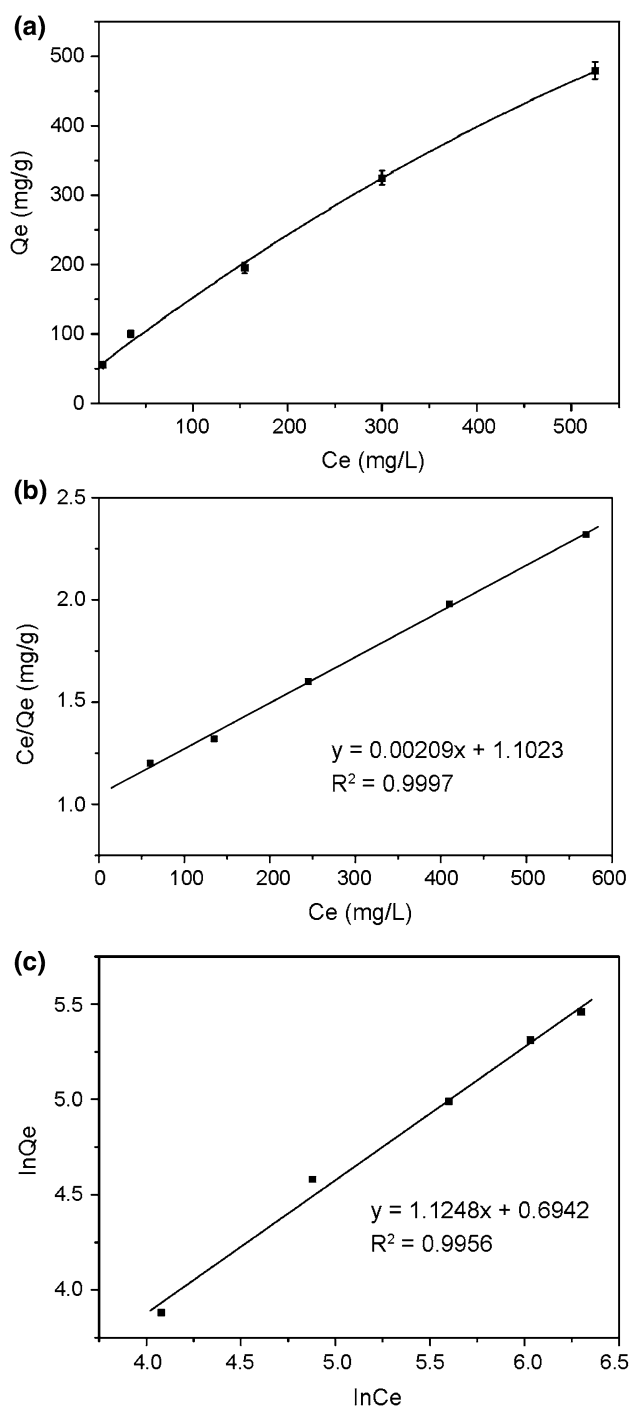 (a)
500
400
300
200
100
0
Qe (mg/g)
100 200 300 400 500
Ce (mg/L)
(b)
2.5
2.0
1.5
1.0
Ce/Qe (mg/g)
y = 0.00209x + 1.1023
R² = 0.9997
0 100 200 300 400 500 600
Ce (mg/L)
(c)
5.5
5.0
4.5
4.0
lnQe
y = 1.1248x + 0.6942
R² = 0.9956
4.0 4.5 5.0 5.5 6.0 6.5
lnCe